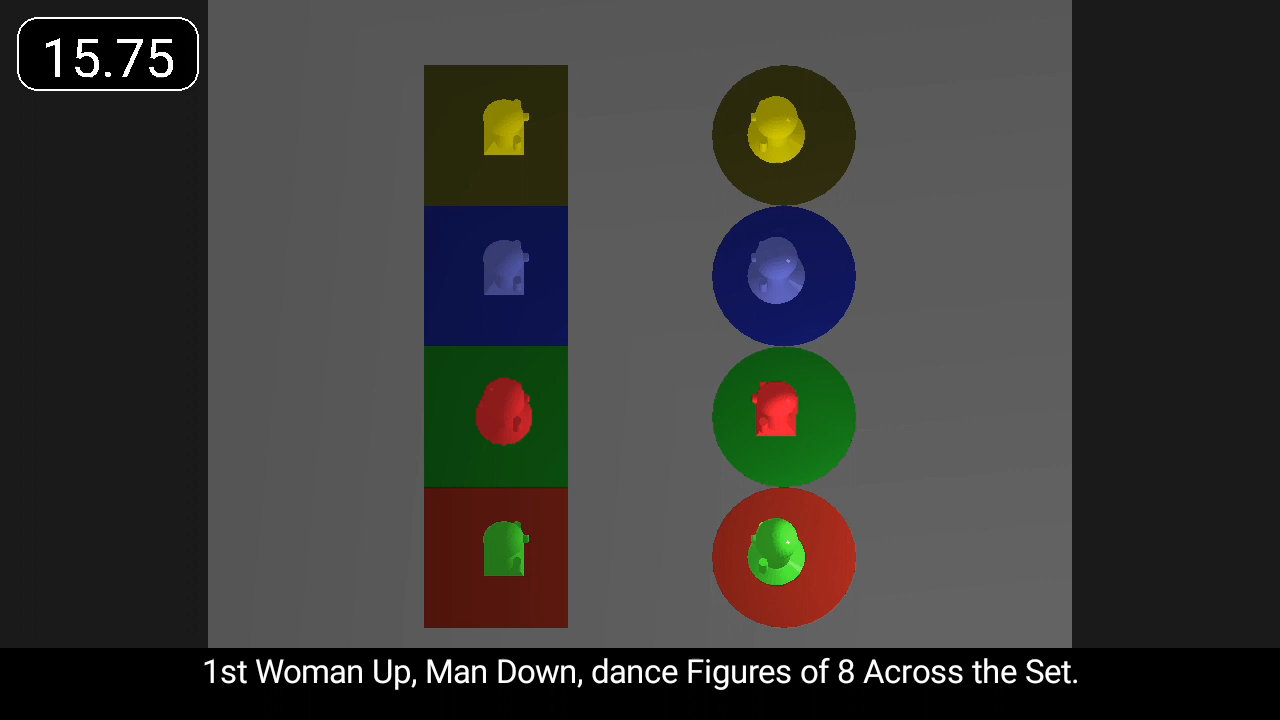 15.75
1st Woman Up, Man Down, dance Figures of 8 Across the Set.